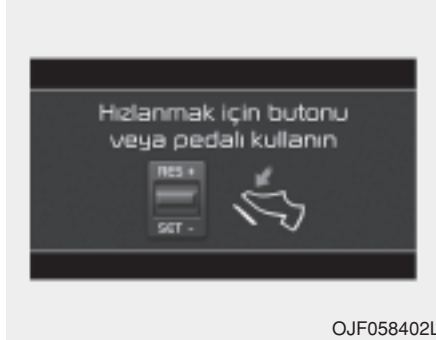 Hızlanmak için butonu
veya pedalı kullanın
RES +
SET -
OJF058402L